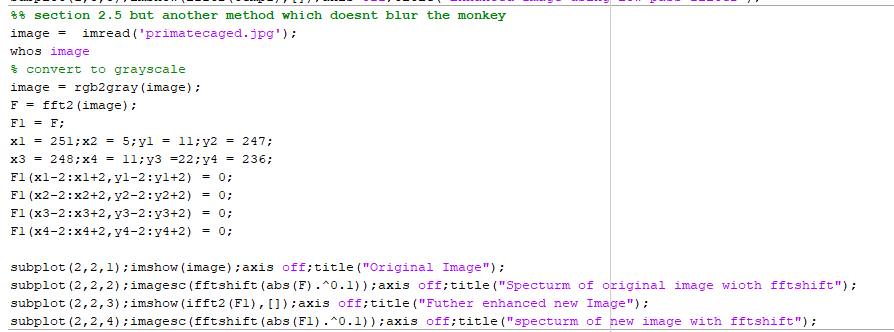 %% section 2.5 but another method which doesnt blur the monkey
image =  imread('primatecaged.jpg');
whos image
% convert to grayscale
image = rgb2gray(image);
F = fft2(image);
F1 = F;
x1 = 251;x2 = 5;y1 = 11;y2 = 247;
x3 = 248;x4 = 11;y3 =22;y4 = 236;
F1(x1-2:x1+2,y1-2:y1+2) = 0;
F1(x2-2:x2+2,y2-2:y2+2) = 0;
F1(x3-2:x3+2,y3-2:y3+2) = 0;
F1(x4-2:x4+2,y4-2:y4+2) = 0;
subplot(2,2,1);imshow(image);axis off;title("Original Image");
subplot(2,2,2);imagesc(fftshift(abs(F).^0.1));axis off;title("Specturm of original image wioth fftshift");
subplot(2,2,3);imshow(ifft2(F1),[]);axis off;title("Futher enhanced new Image");
subplot(2,2,4);imagesc(fftshift(abs(F1).^0.1));axis off;title("specturm of new image with fftshift");